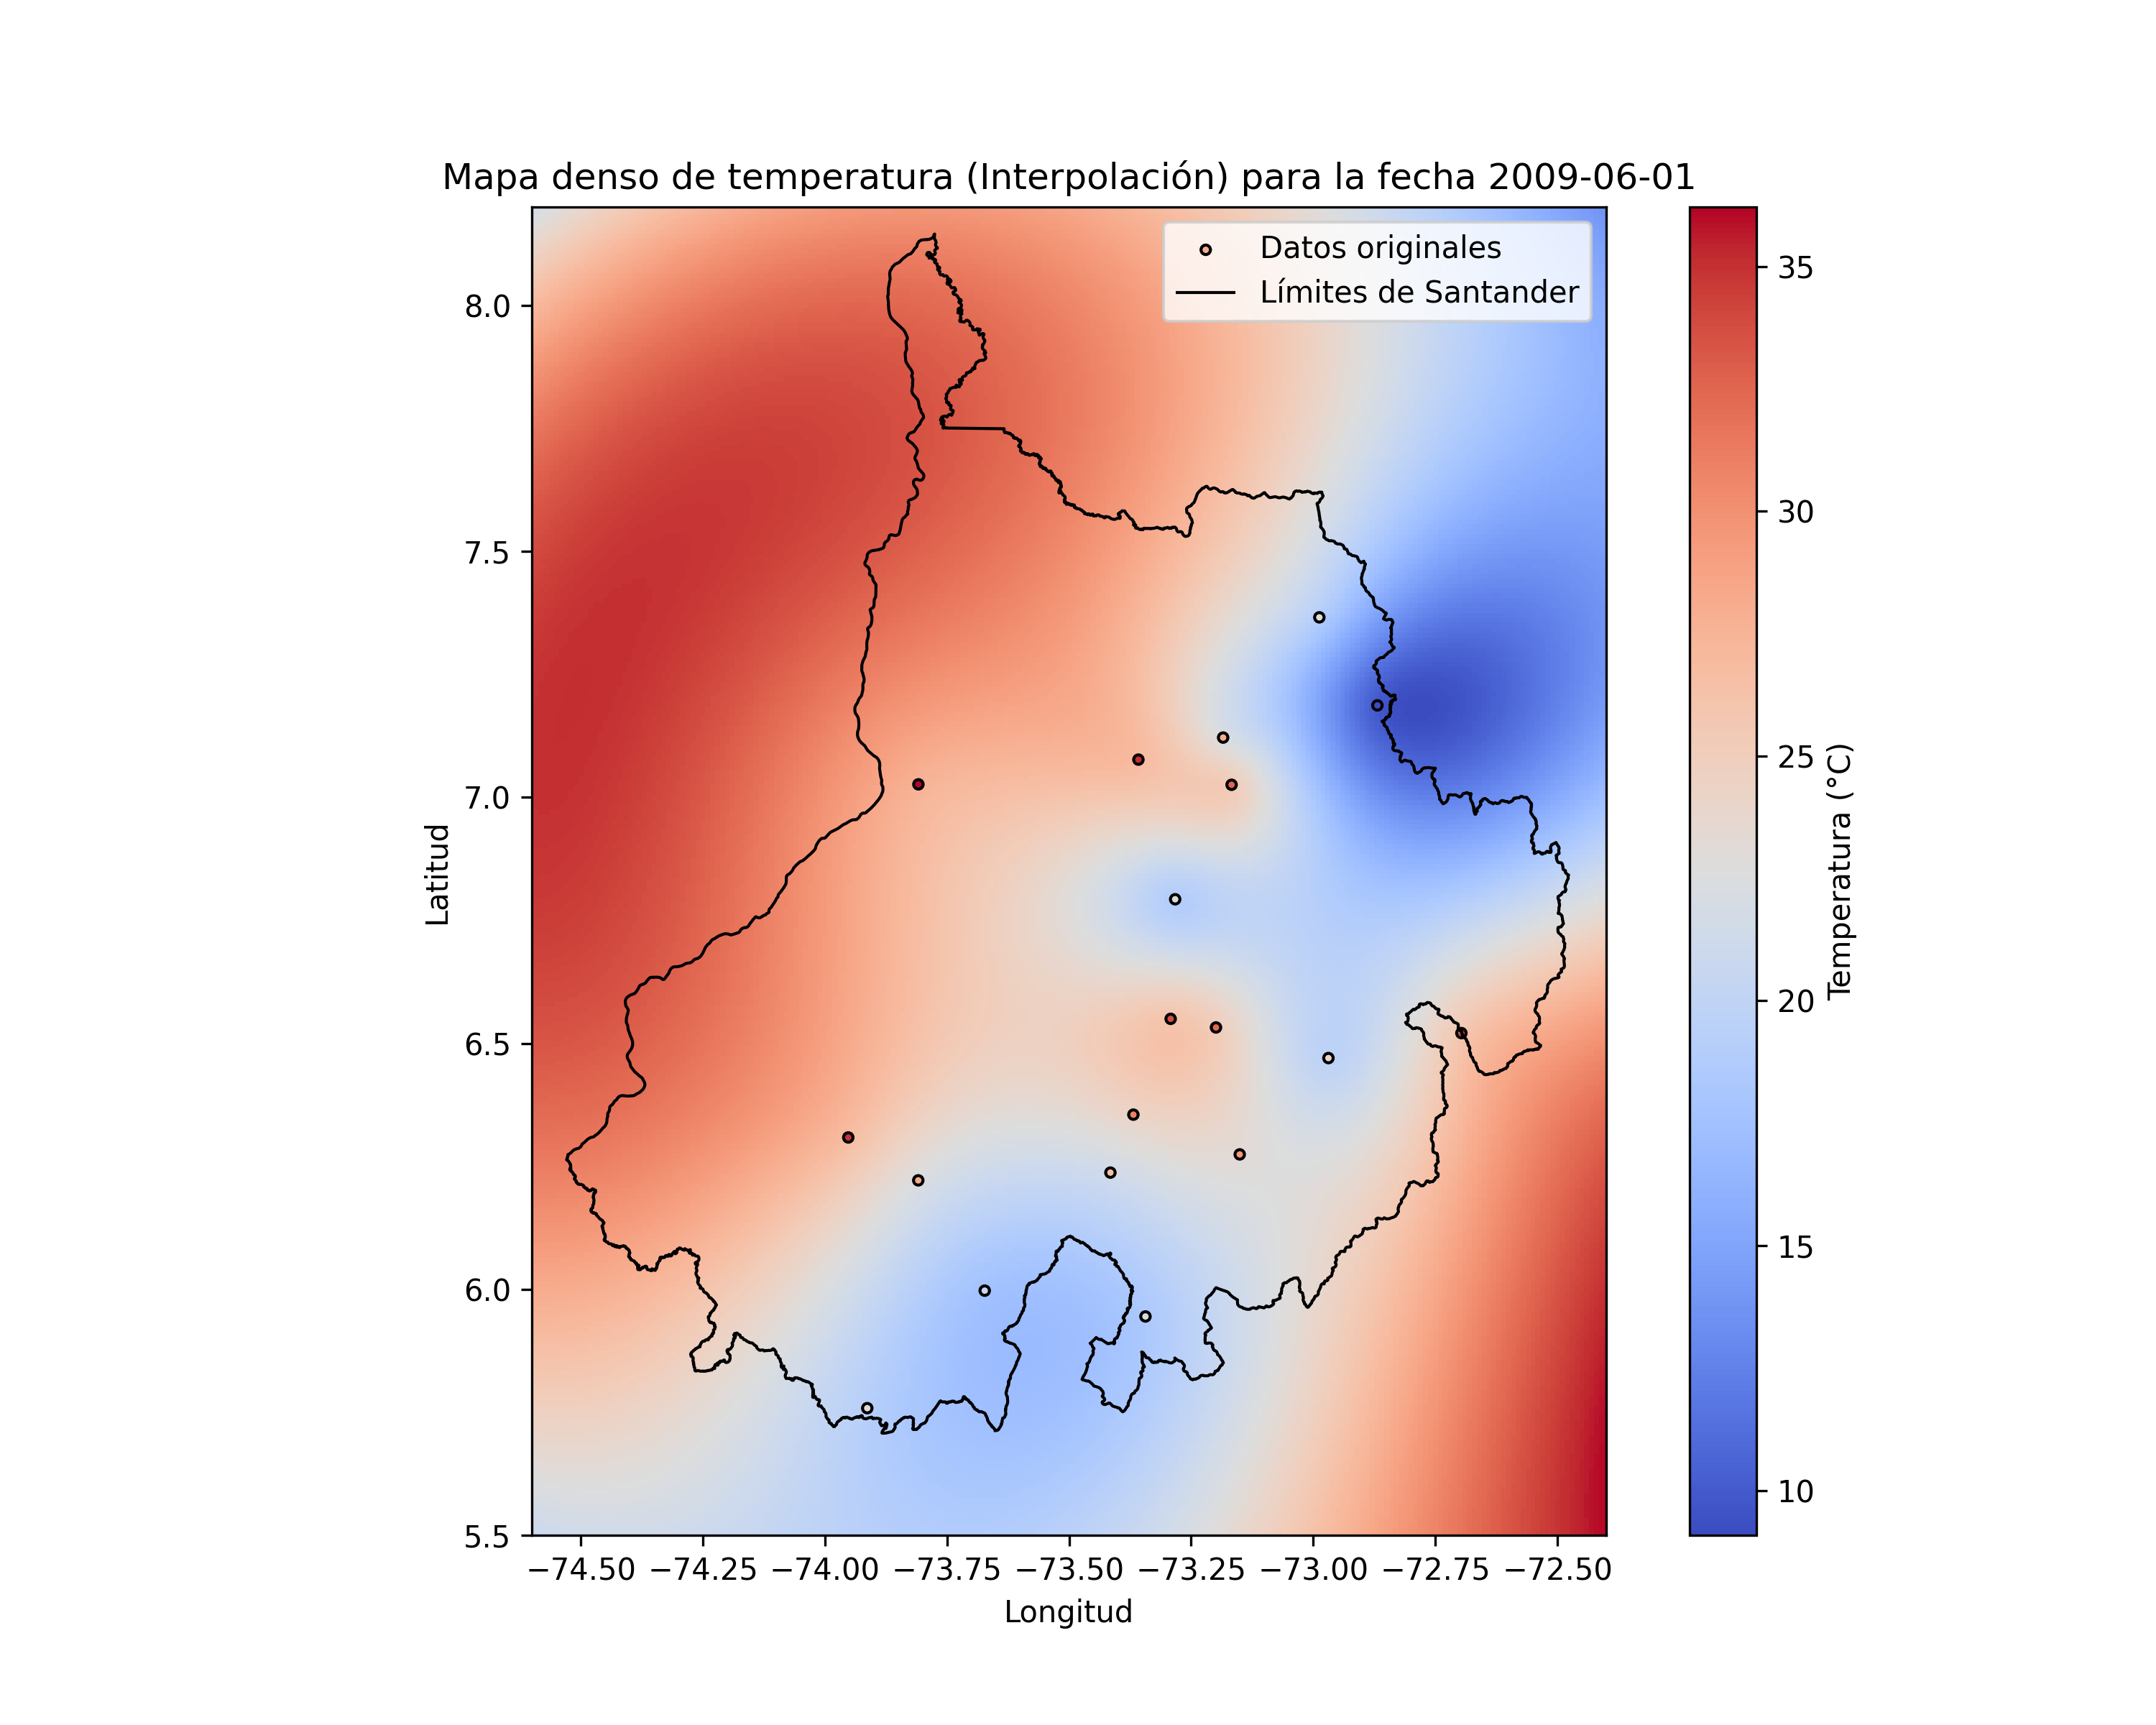 Mapa denso de temperatura (Interpolación) para la fecha 2009-06-01
Datos originales
Límites de Santander
8.0
7.5
7.0
6.5
6.0
5.5
Latitud
−74.50 −74.25 −74.00 −73.75 −73.50 −73.25 −73.00 −72.75 −72.50
Longitud
35
30
25
20
15
10
Temperatura (°C)